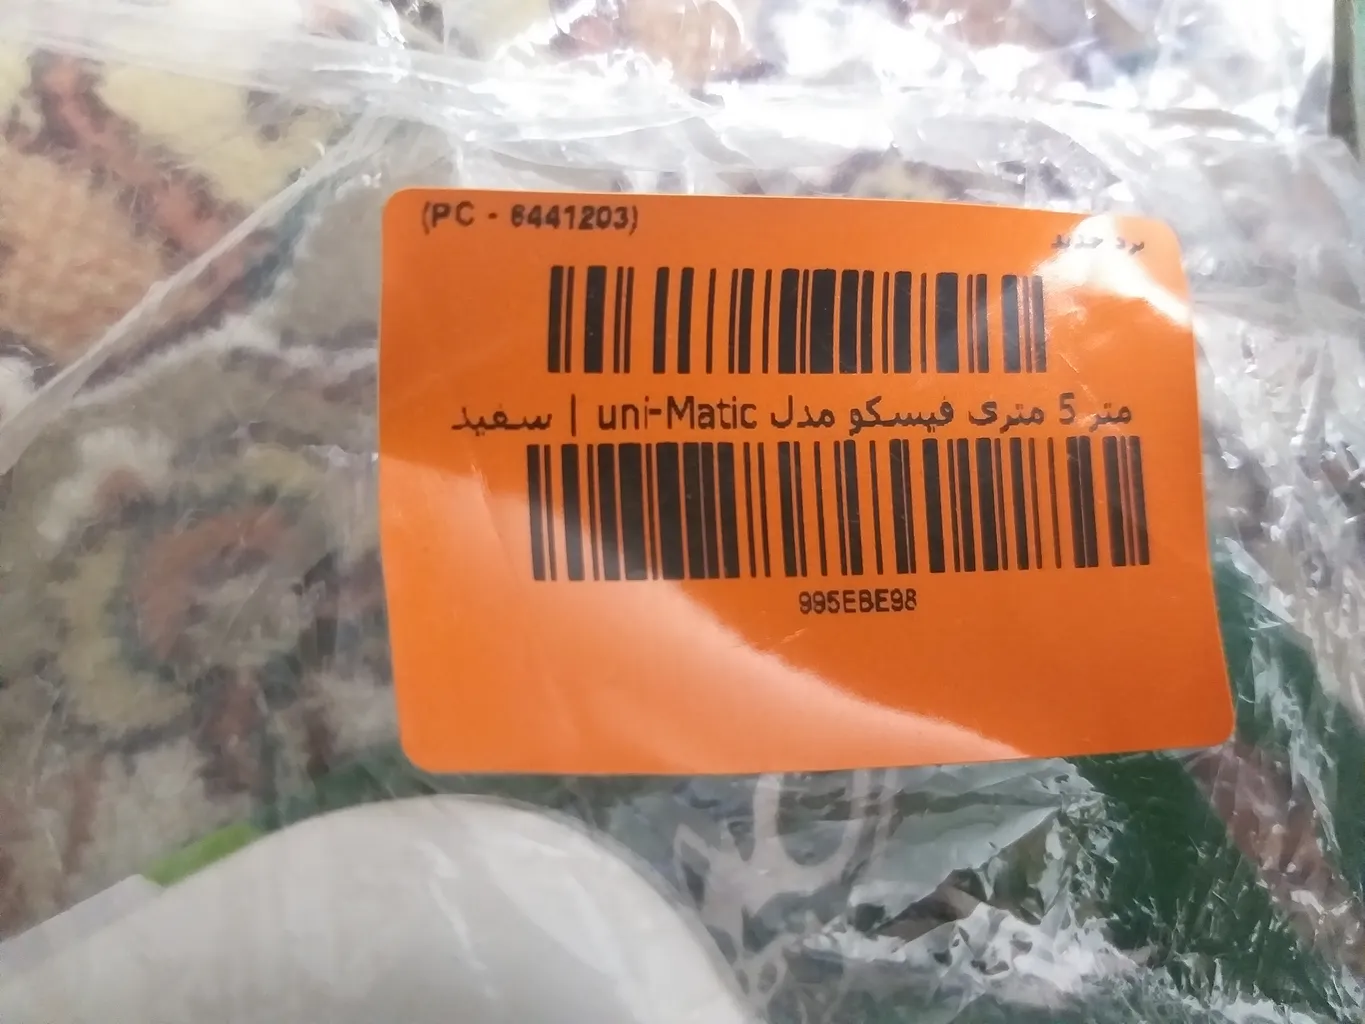 (PC - 6441203)
برد جدید
متر 5 متری فیسکو مدل uni-Matic | سفید
995EBE98